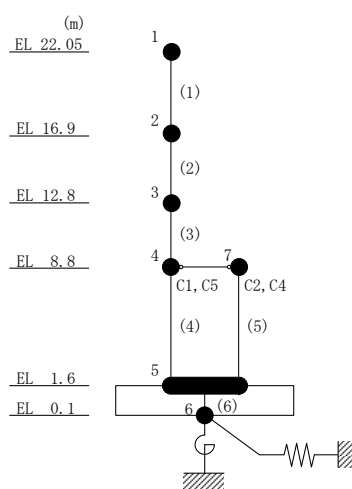 (m)
1
EL 22.05
(1)
2
EL 16.9
(2)
3
EL 12.8
(3)
4
7
EL 8.8
C1, C5
C2, C4
(4)
(5)
5
EL 1.6
6
(6)
EL 0.1